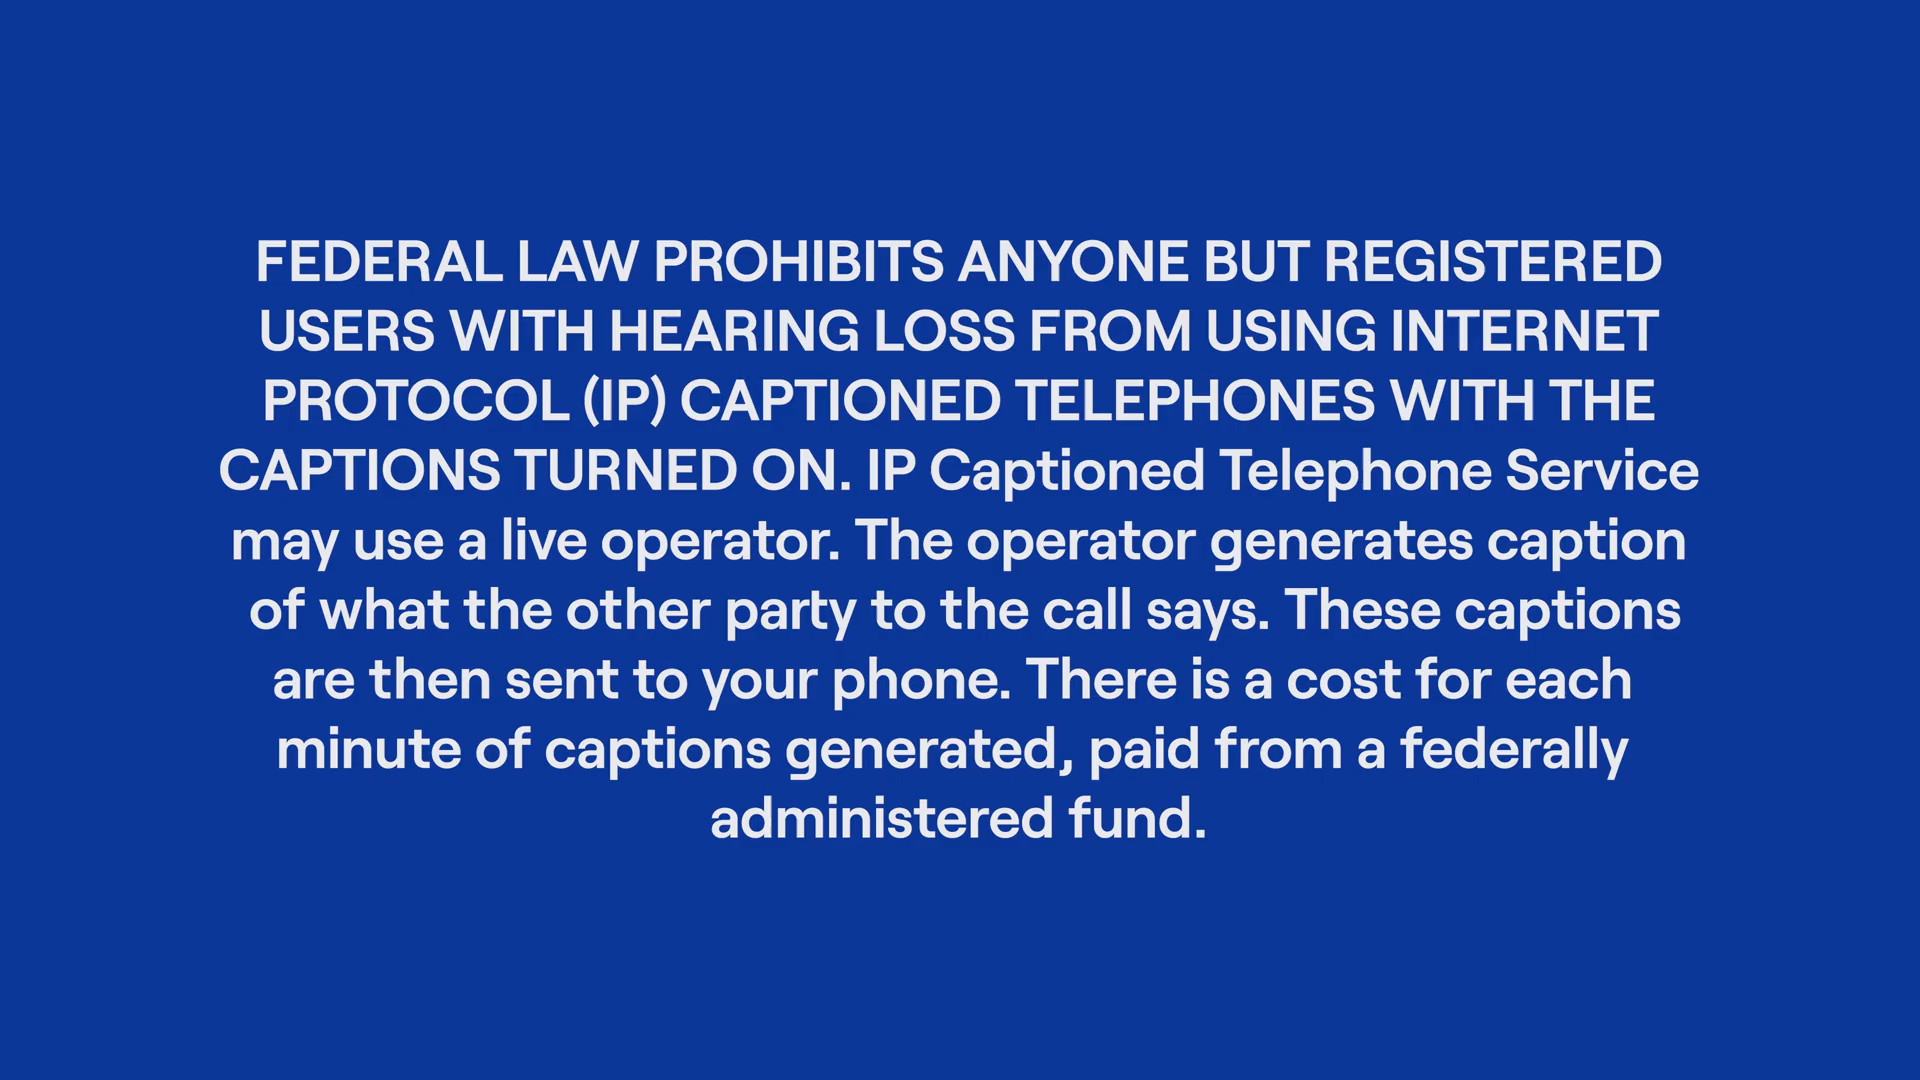 FEDERAL LAW PROHIBITS ANYONE BUT REGISTERED
USERS WITH HEARING LOSS FROM USING INTERNET
PROTOCOL (IP) CAPTIONED TELEPHONES WITH THE
CAPTIONS TURNED ON. IP Captioned Telephone Service
may use a live operator. The operator generates caption
of what the other party to the call says. These captions
are then sent to your phone. There is a cost for each
minute of captions generated, paid from a federally
administered fund.